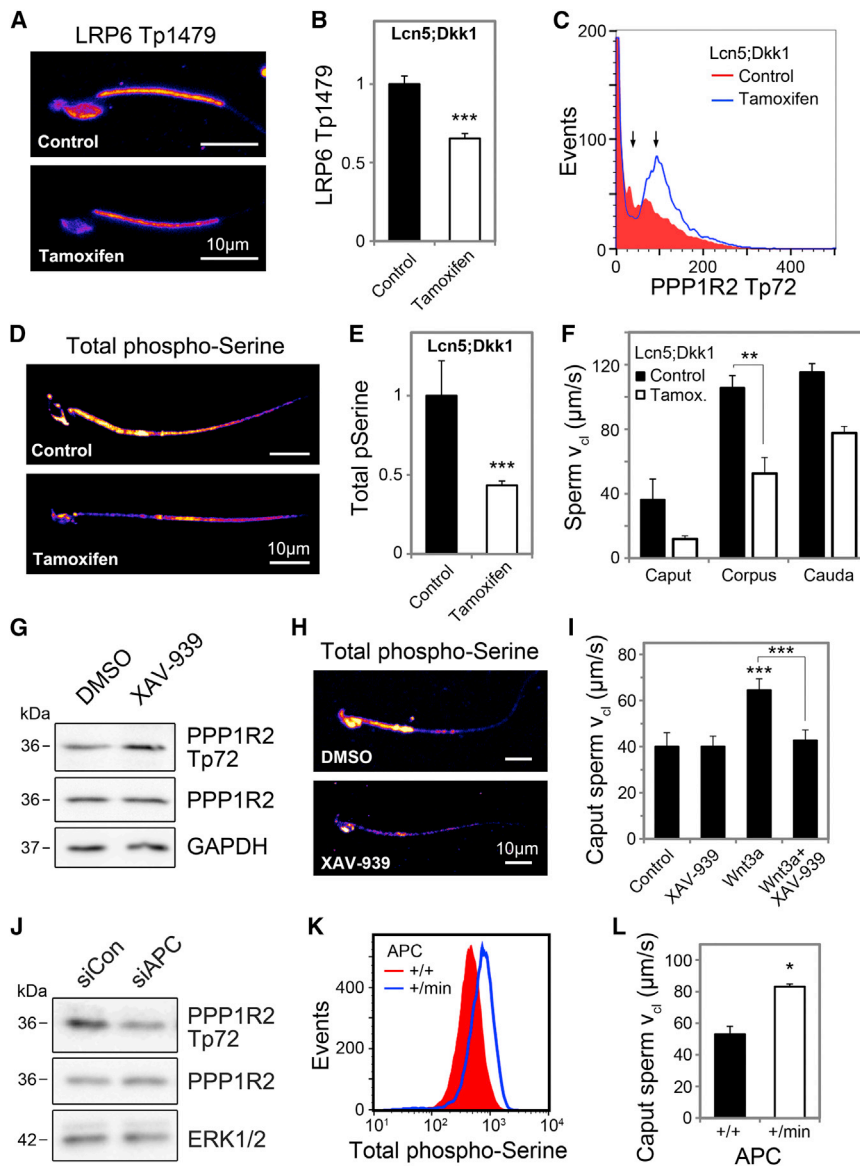 A
LRP6 Tp1479
Control
Tamoxifen
10µm
B
Lcn5;Dkk1
LRP6 Tp1479
1
0.5
0
***
Control
Tamoxifen
C
Lcn5;Dkk1
Control
Tamoxifen
Events
200
100
0
0
200
400
PPP1R2 Tp72
D
Total phospho-Serine
Control
Tamoxifen
10µm
E
Lcn5;Dkk1
Total pSerine
1
0.5
0
***
Control
Tamoxifen
F
Lcn5;Dkk1
Control
Tamox.
**
Sperm vcl (µm/s)
120
80
40
0
Caput
Corpus
Cauda
G
DMSO
XAV-939
kDa
36
PPP1R2
Tp72
36
PPP1R2
37
GAPDH
H
Total phospho-Serine
DMSO
XAV-939
10µm
I
Caput sperm vcl (µm/s)
80
60
40
20
0
***
***
Control
XAV-939
Wnt3a
Wnt3a+
XAV-939
J
siCon
siAPC
kDa
36
PPP1R2
Tp72
36
PPP1R2
42
ERK1/2
K
APC
+/+
+/min
Events
400
200
0
10¹
10²
10³
10⁴
Total phospho-Serine
L
Caput sperm vcl (µm/s)
100
80
60
40
20
0
*
+/+
+/min
APC